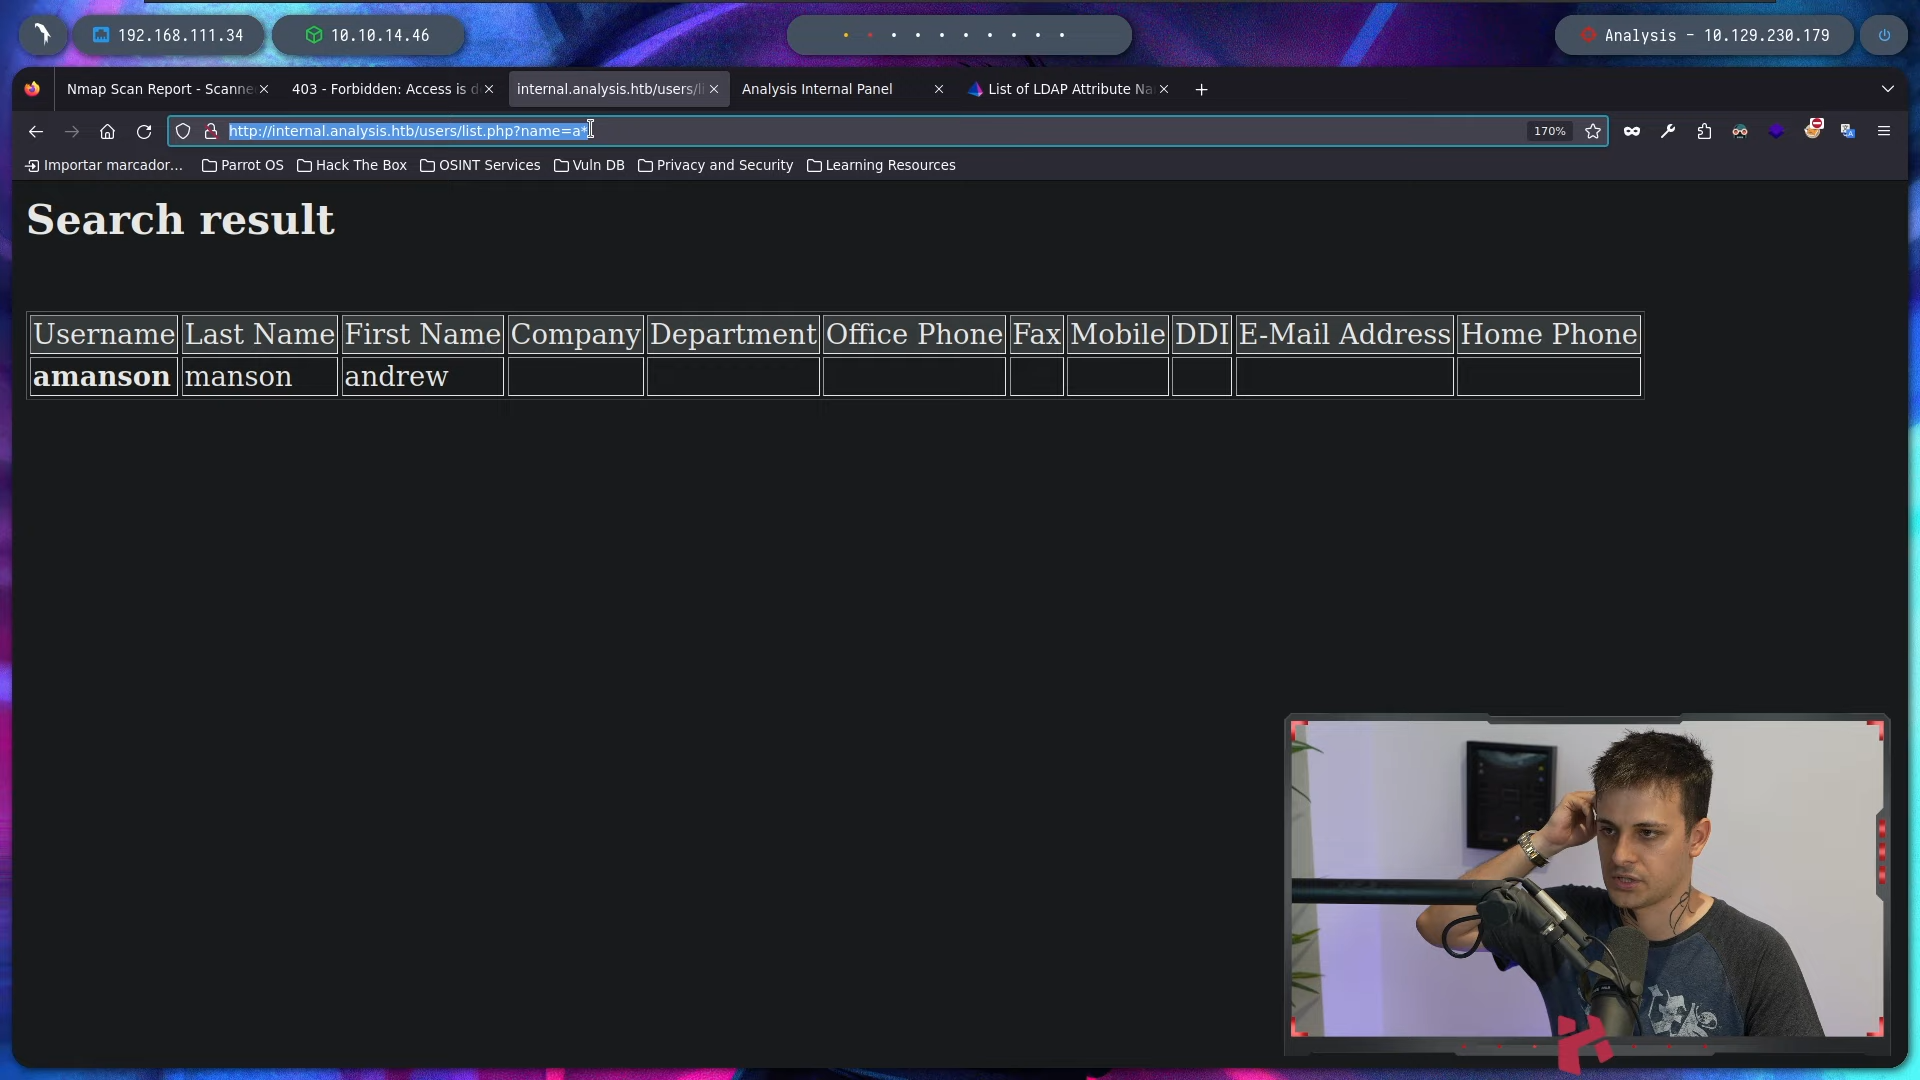 192.168.111.34
10.10.14.46
Analysis - 10.129.230.179
Nmap Scan Report - Scanne
403 - Forbidden: Access is d
internal.analysis.htb/users/li
Analysis Internal Panel
List of LDAP Attribute Na
http://internal.analysis.htb/users/list.php?name=a*
170%
Importar marcador...
Parrot OS
Hack The Box
OSINT Services
Vuln DB
Privacy and Security
Learning Resources
Search result
Username Last Name First Name Company Department Office Phone Fax Mobile DDI E-Mail Address Home Phone
amanson manson andrew